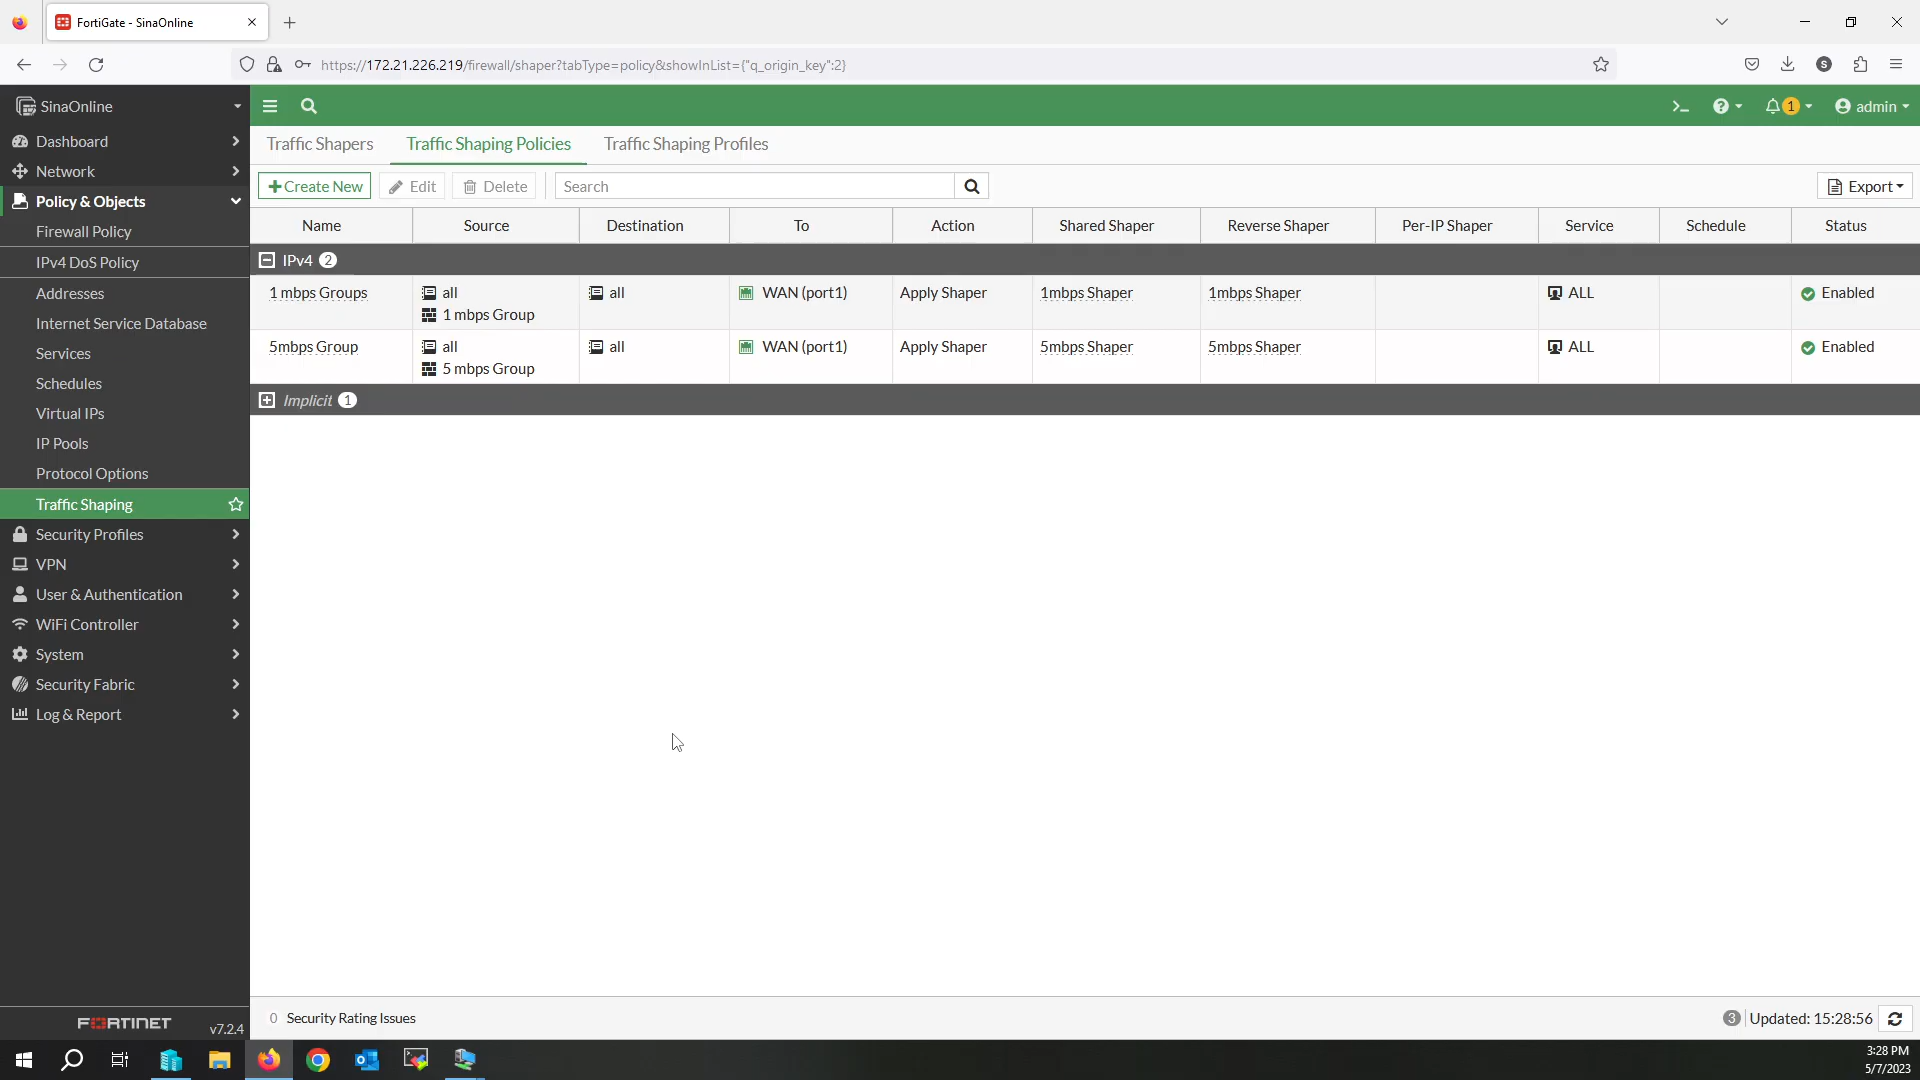 FortiGate - SinaOnline
https://172.21.226.219/firewall/shaper?tabType=policy&showInList={"q_origin_key":2}
S
SinaOnline
1
admin
Dashboard
Network
Policy & Objects
Firewall Policy
IPv4 DoS Policy
Addresses
Internet Service Database
Services
Schedules
Virtual IPs
IP Pools
Protocol Options
Traffic Shaping
Security Profiles
VPN
User & Authentication
WiFi Controller
System
Security Fabric
Log & Report
FORTINET v7.2.4
Traffic Shapers Traffic Shaping Policies Traffic Shaping Profiles
Create New Edit Delete Search Export
Name Source Destination To Action Shared Shaper Reverse Shaper Per-IP Shaper Service Schedule Status
IPv4 2
1 mbps Groups all all WAN (port1) Apply Shaper 1mbps Shaper 1mbps Shaper ALL Enabled
1 mbps Group
5mbps Group all all WAN (port1) Apply Shaper 5mbps Shaper 5mbps Shaper ALL Enabled
5 mbps Group
Implicit 1
0 Security Rating Issues 3 Updated: 15:28:56
3:28 PM
5/7/2023